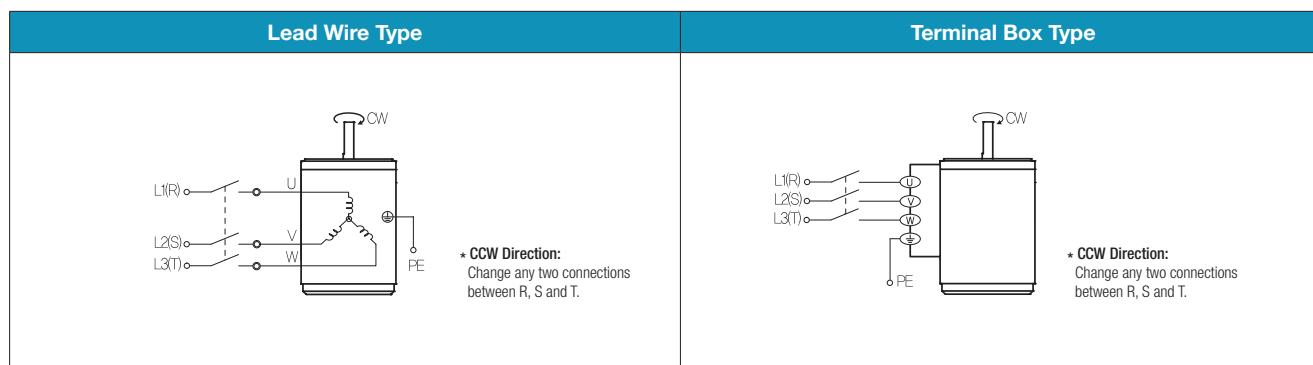 Lead Wire Type
CW
L1(R)
U
L2(S)
V
L3(T)
W
PE
* CCW Direction:
Change any two connections
between R, S and T.
Terminal Box Type
CW
L1(R)
U
L2(S)
V
L3(T)
W
PE
* CCW Direction:
Change any two connections
between R, S and T.